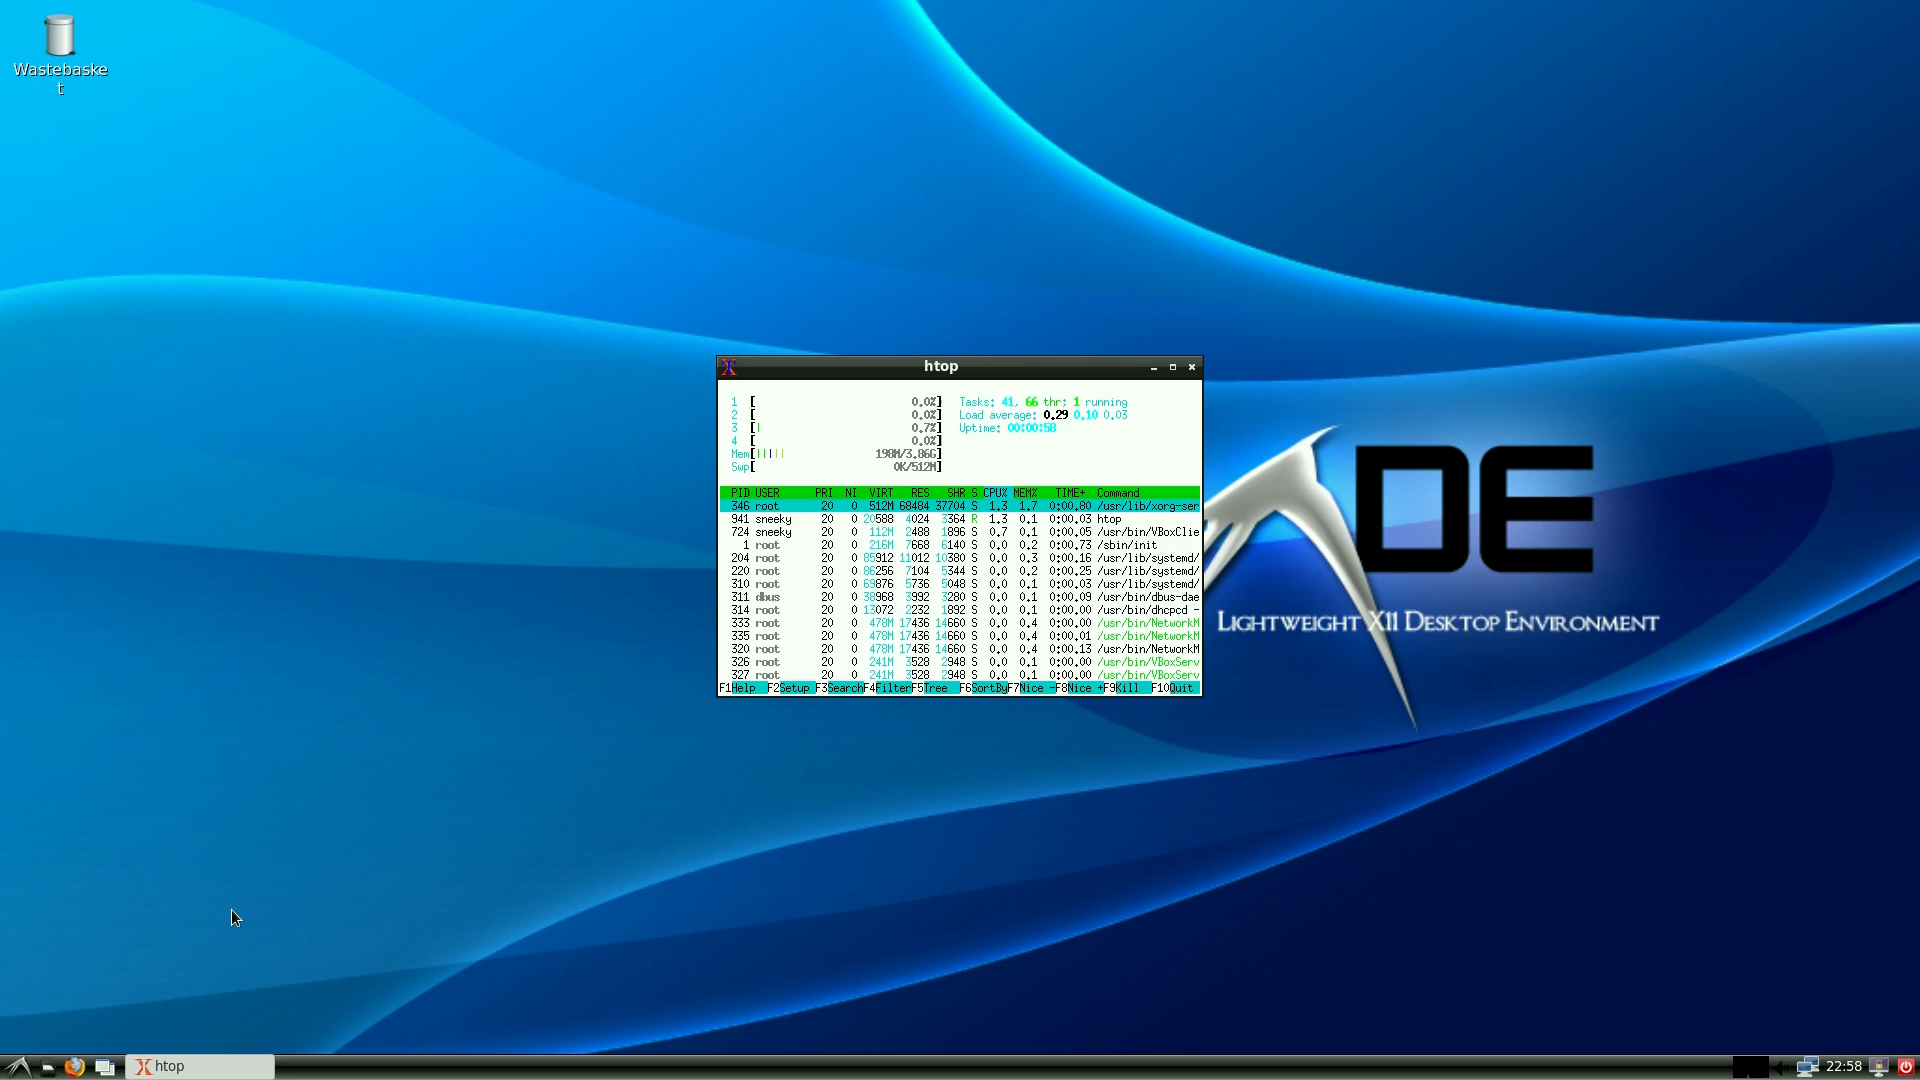 Wastebaske
t
htop
1 [ 0.0%]
2 [ 0.0%]
3 [| 0.7%]
4 [ 0.0%]
Mem[||||| 198M/3.86G]
Swp[ 0K/512M]
Tasks: 41, 66 thr; 1 running
Load average: 0.29 0.10 0.03
Uptime: 00:00:58
PID USER PRI NI VIRT RES SHR S CPU% MEM% TIME+ Command
346 root 20 0 512M 68484 37704 S 1.3 1.7 0:00.80 /usr/lib/xorg-ser
941 sneeky 20 0 20588 4024 3364 R 1.3 0.1 0:00.03 htop
724 sneeky 20 0 112M 2488 1896 S 0.7 0.1 0:00.05 /usr/bin/VBoxClie
1 root 20 0 216M 7668 6140 S 0.0 0.2 0:00.73 /sbin/init
204 root 20 0 85912 11012 10380 S 0.0 0.3 0:00.16 /usr/lib/systemd/
220 root 20 0 86256 7104 5344 S 0.0 0.2 0:00.25 /usr/lib/systemd/
310 root 20 0 69876 5736 5048 S 0.0 0.1 0:00.03 /usr/lib/systemd/
311 dbus 20 0 38968 3992 3280 S 0.0 0.1 0:00.09 /usr/bin/dbus-dae
314 root 20 0 13072 2232 1892 S 0.0 0.1 0:00.00 /usr/bin/dhcpcd -
333 root 20 0 478M 17436 14660 S 0.0 0.4 0:00.00 /usr/bin/NetworkM
335 root 20 0 478M 17436 14660 S 0.0 0.4 0:00.01 /usr/bin/NetworkM
320 root 20 0 478M 17436 14660 S 0.0 0.4 0:00.13 /usr/bin/NetworkM
326 root 20 0 241M 3528 2948 S 0.0 0.1 0:00.00 /usr/bin/VBoxServ
327 root 20 0 241M 3528 2948 S 0.0 0.1 0:00.00 /usr/bin/VBoxServ
F1Help F2Setup F3SearchF4FilterF5Tree F6SortByF7Nice -F8Nice +F9Kill F10Quit
DE
LIGHTWEIGHT X11 DESKTOP ENVIRONMENT
htop
22:58